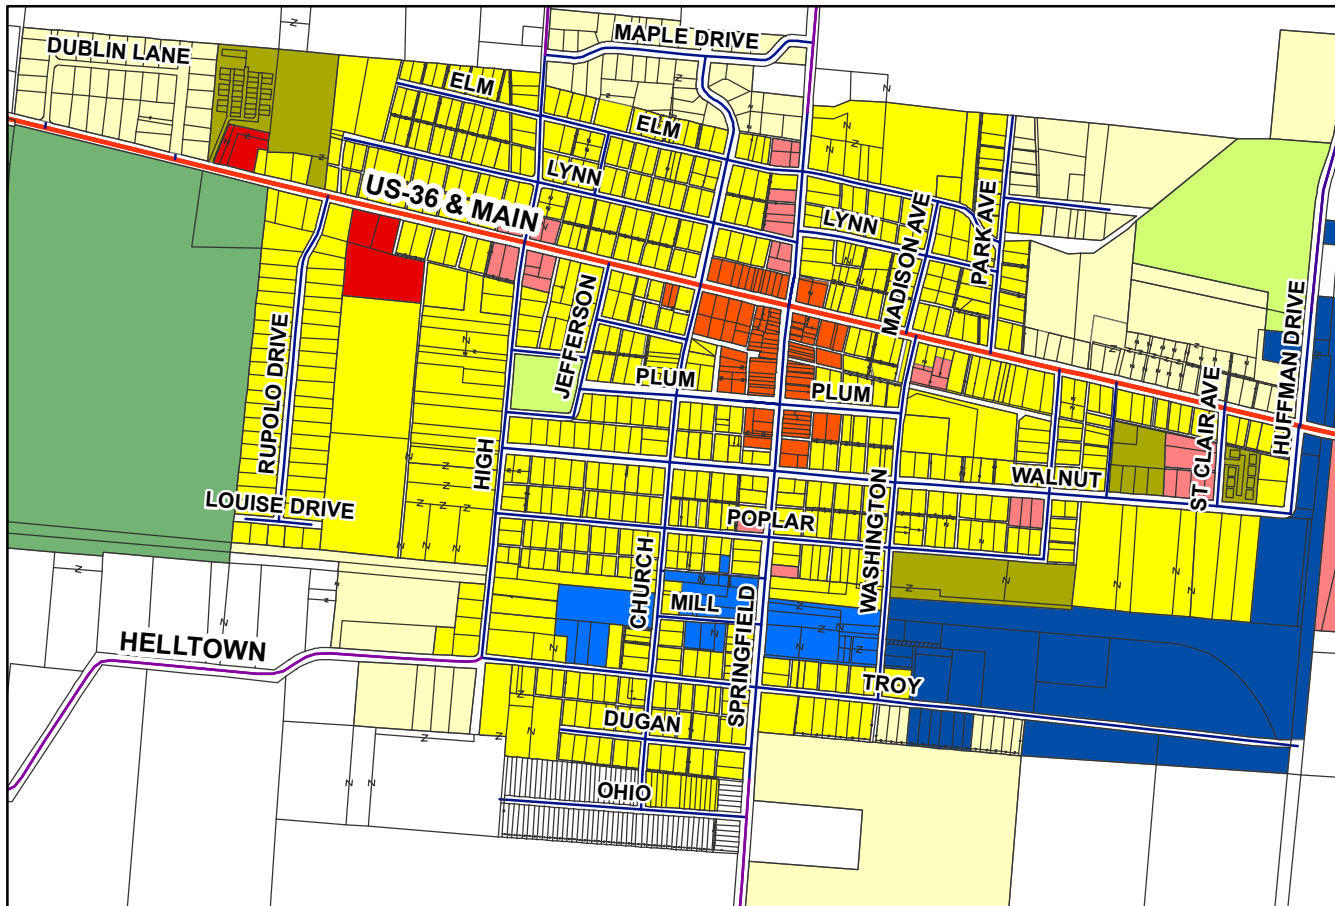 MAPLE DRIVE
DUBLIN LANE
ELM
ELM
LYNN
US-36 & MAIN
LYNN
MADISON AVE
PARK AVE
JEFFERSON
RUPOLO DRIVE
HUFFMAN DRIVE
PLUM
PLUM
ST CLAIR AVE
HIGH
WALNUT
LOUISE DRIVE
POPLAR
WASHINGTON
CHURCH
MILL
SPRINGFIELD
HELLTOWN
TROY
DUGAN
OHIO